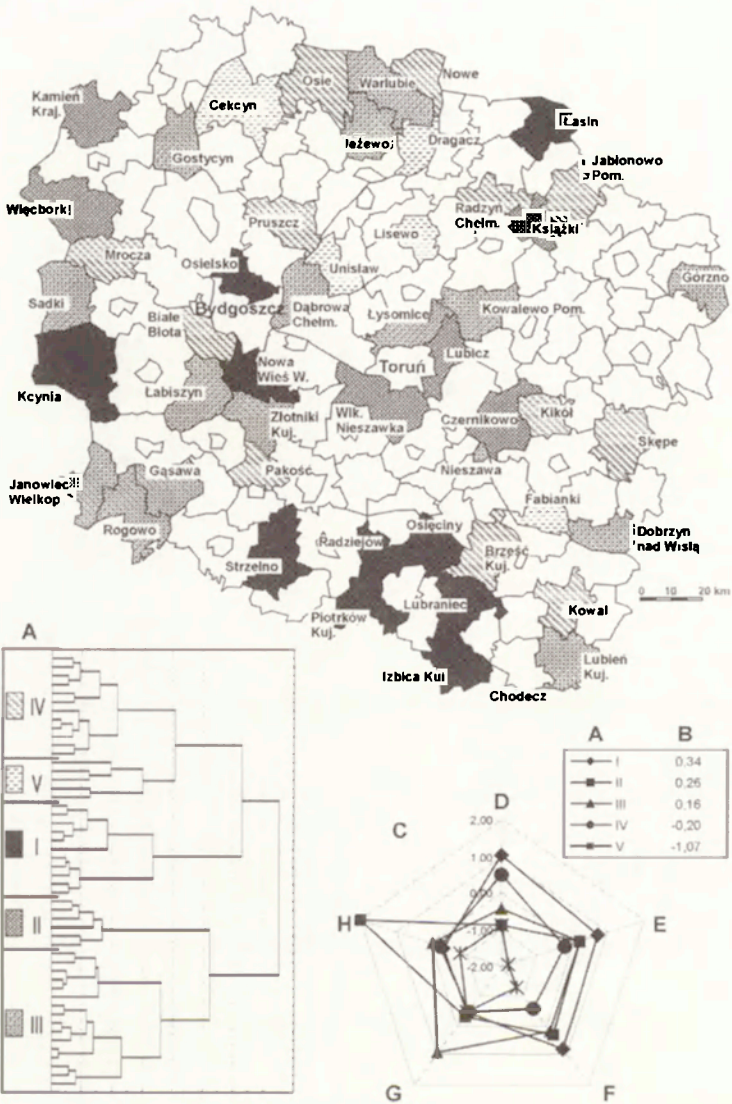 Nowe
Osie
Warlubie
Kamień
Kraj.
Cekcyn
Jeżewo
Dragacz
Łasin
Gostycyn
Jabłonowo
Pom.
Więcbork
Radzyn
Chełm.
Książki
Pruszcz
Lisewo
Mrocza
Osielsko
Unisław
Górzno
Sadki
Bydgoszcz
Dąbrowa
Chełm.
Kowalewo Pom.
Białe
Błota
Łysomice
Lubicz
Nowa
Wieś W.
Toruń
Kcynia
Łabiszyn
Złotniki
Kuj.
Wlk.
Nieszawka
Czernikowo
Kikół
Skępe
Janowiec
Wielkop
Gąsawa
Pakość
Nieszawa
Fabianki
Rogowo
Osięciny
Dobrzyn
nad Wisłą
Strzelno
Radziejów
Brześć
Kuj.
0 10 20 km
Piotrków
Kuj.
Lubraniec
Kowal
Izbica Kui
Lubień
Kuj.
Chodecz
A
IV
V
I
II
III
A B
I 0,34
II 0,26
III 0,16
IV -0,20
V -1,07
C
D
2,00
1,00
0,00
-1,00
-2,00
H
E
G
F